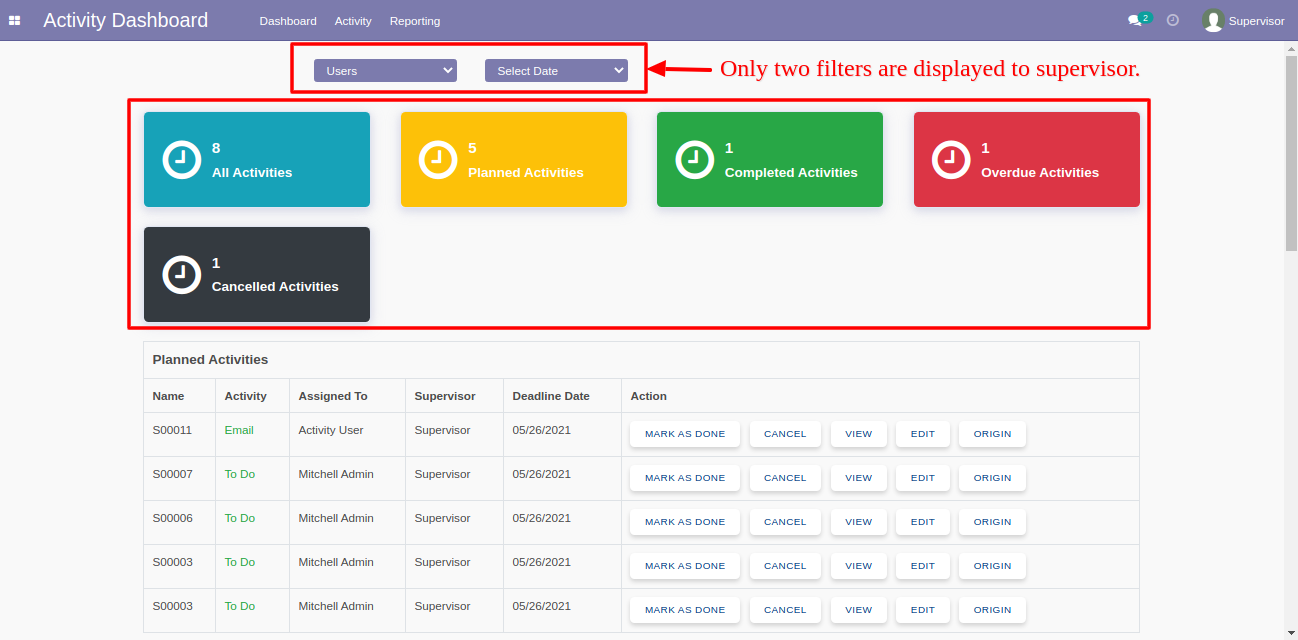 Activity Dashboard Dashboard Activity Reporting 2 Supervisor
Users Select Date Only two filters are displayed to supervisor.
8
All Activities
5
Planned Activities
1
Completed Activities
1
Overdue Activities
1
Cancelled Activities
Planned Activities
Name Activity Assigned To Supervisor Deadline Date Action
S00011 Email Activity User Supervisor 05/26/2021 MARK AS DONE CANCEL VIEW EDIT ORIGIN
S00007 To Do Mitchell Admin Supervisor 05/26/2021 MARK AS DONE CANCEL VIEW EDIT ORIGIN
S00006 To Do Mitchell Admin Supervisor 05/26/2021 MARK AS DONE CANCEL VIEW EDIT ORIGIN
S00003 To Do Mitchell Admin Supervisor 05/26/2021 MARK AS DONE CANCEL VIEW EDIT ORIGIN
S00003 To Do Mitchell Admin Supervisor 05/26/2021 MARK AS DONE CANCEL VIEW EDIT ORIGIN